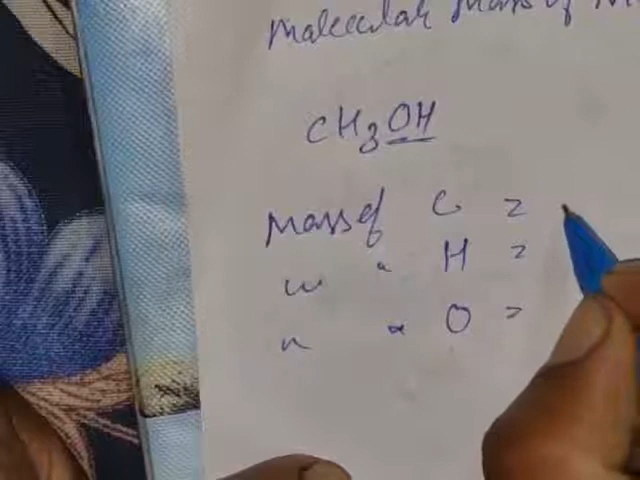 Molecular Mass of
CH3OH
Mass of C =
" " H =
" " O =